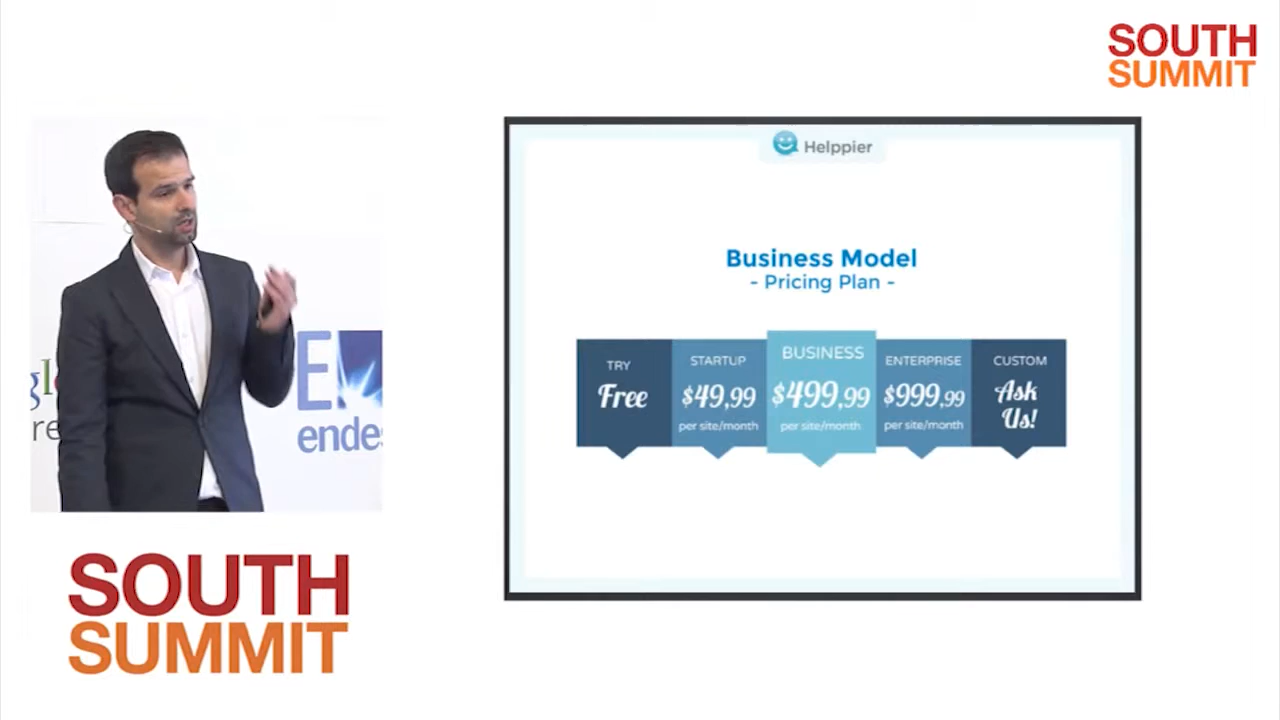 SOUTH
SUMMIT
Helppier
Business Model
- Pricing Plan -
TRY
Free
STARTUP
$49,99
per site/month
BUSINESS
$499,99
per site/month
ENTERPRISE
$999,99
per site/month
CUSTOM
Ask
Us!
SOUTH
SUMMIT